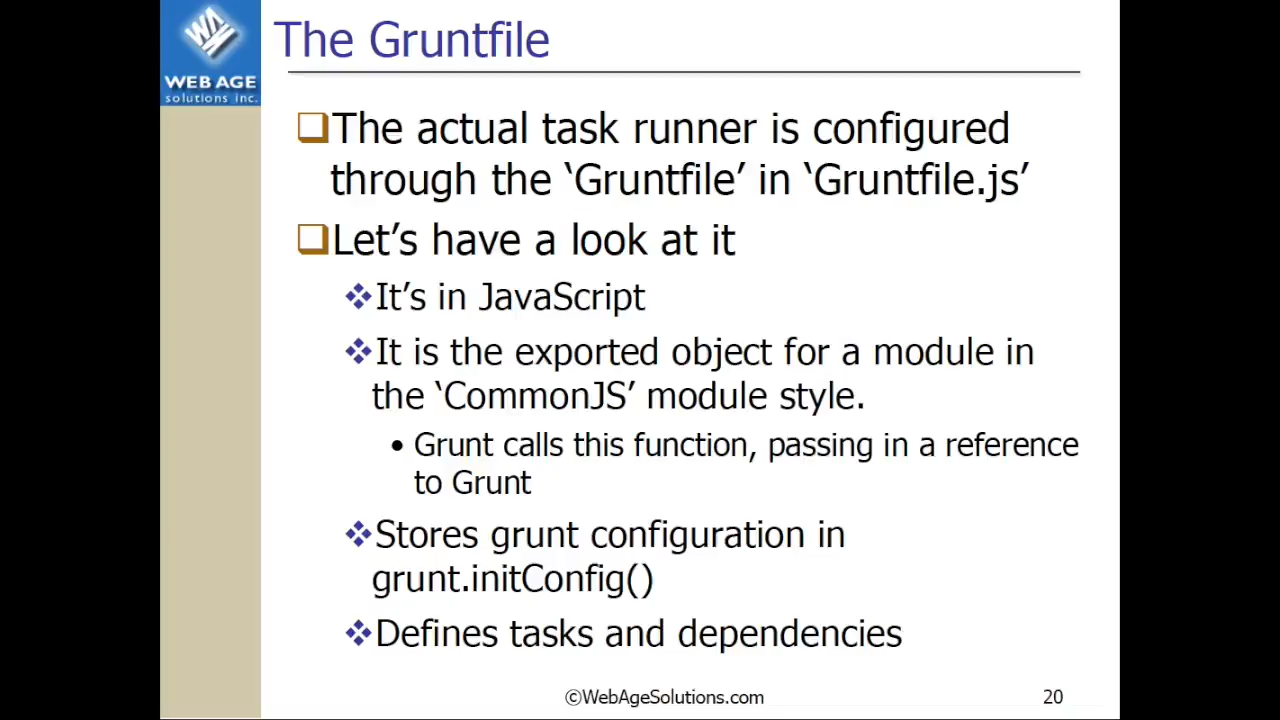 WEB AGE
solutions inc.
The Gruntfile
The actual task runner is configured
through the ‘Gruntfile’ in ‘Gruntfile.js’
Let’s have a look at it
It’s in JavaScript
It is the exported object for a module in
the ‘CommonJS’ module style.
• Grunt calls this function, passing in a reference
to Grunt
Stores grunt configuration in
grunt.initConfig()
Defines tasks and dependencies
©WebAgeSolutions.com
20